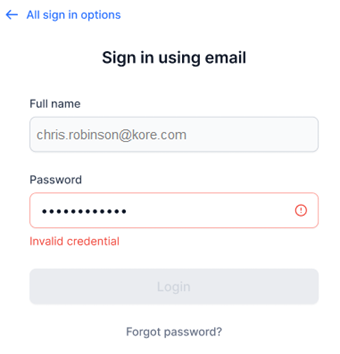 ← All sign in options
Sign in using email
Full name
chris.robinson@kore.com
Password
••••••••••••
Invalid credential
Login
Forgot password?